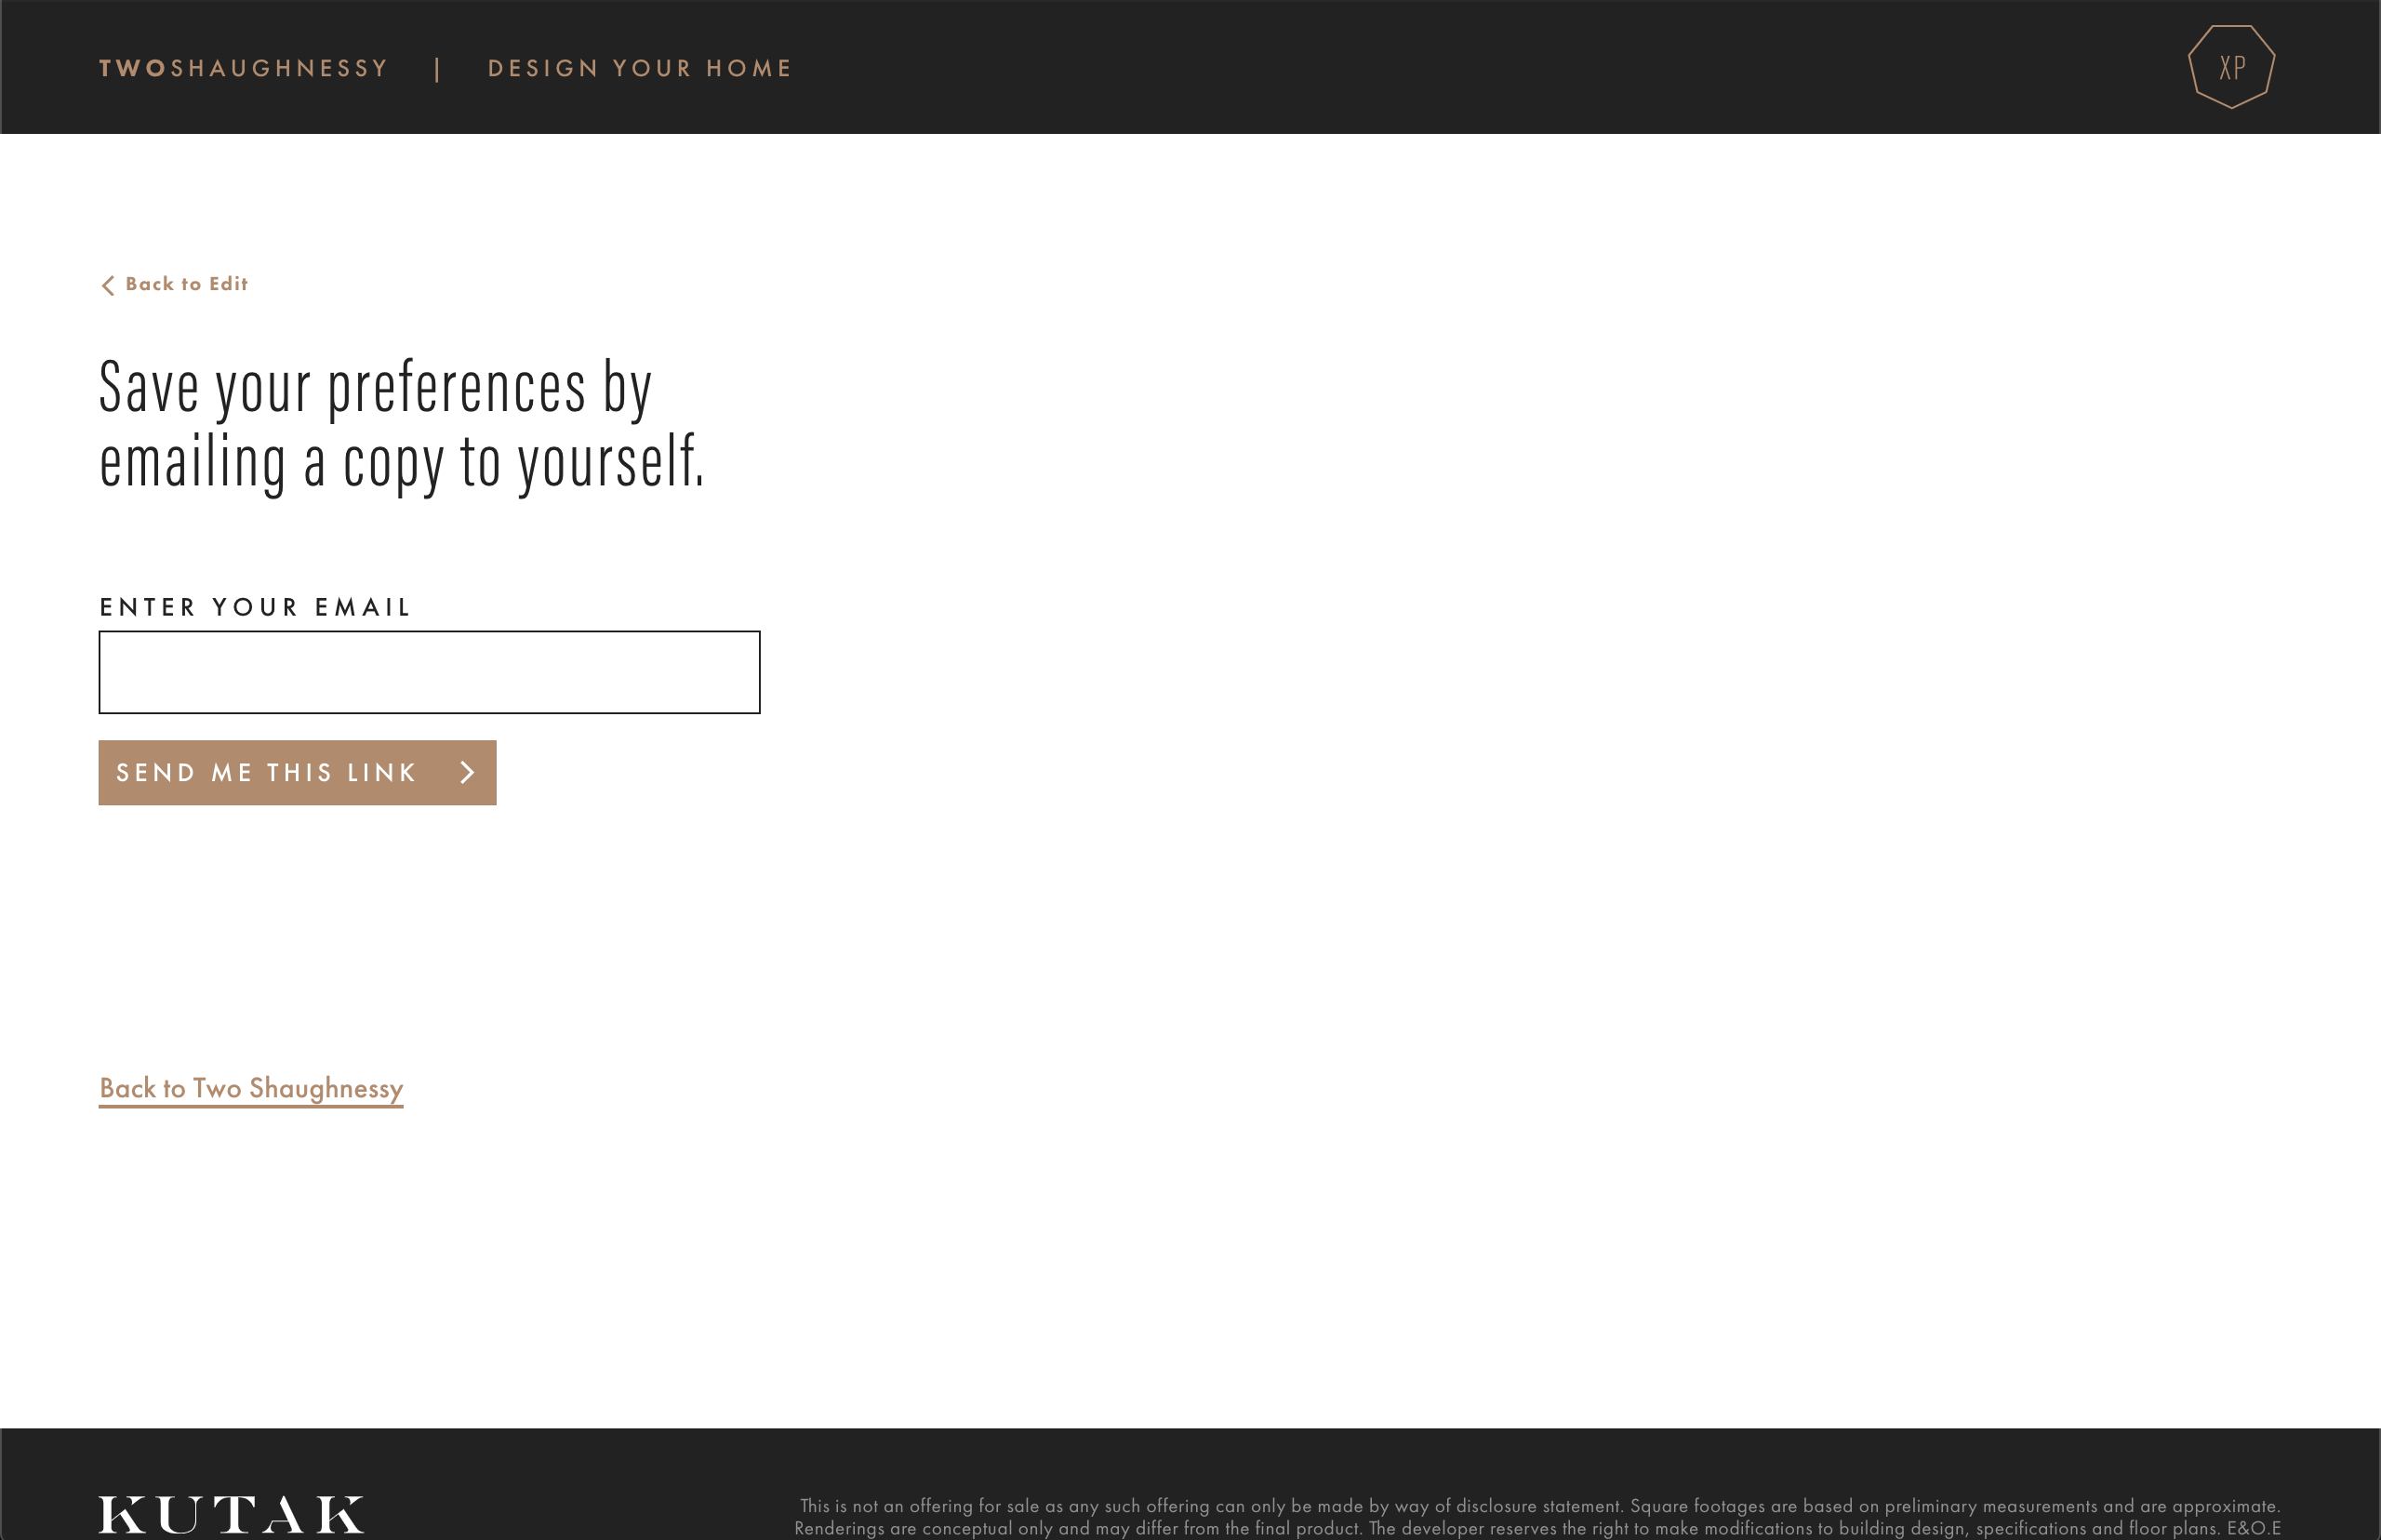 TWOSHAUGHNESSY | DESIGN YOUR HOME
XP
Back to Edit
Save your preferences by
emailing a copy to yourself.
ENTER YOUR EMAIL
SEND ME THIS LINK
Back to Two Shaughnessy
KUTAK
This is not an offering for sale as any such offering can only be made by way of disclosure statement. Square footages are based on preliminary measurements and are approximate.
Renderings are conceptual only and may differ from the final product. The developer reserves the right to make modifications to building design, specifications and floor plans. E&O.E